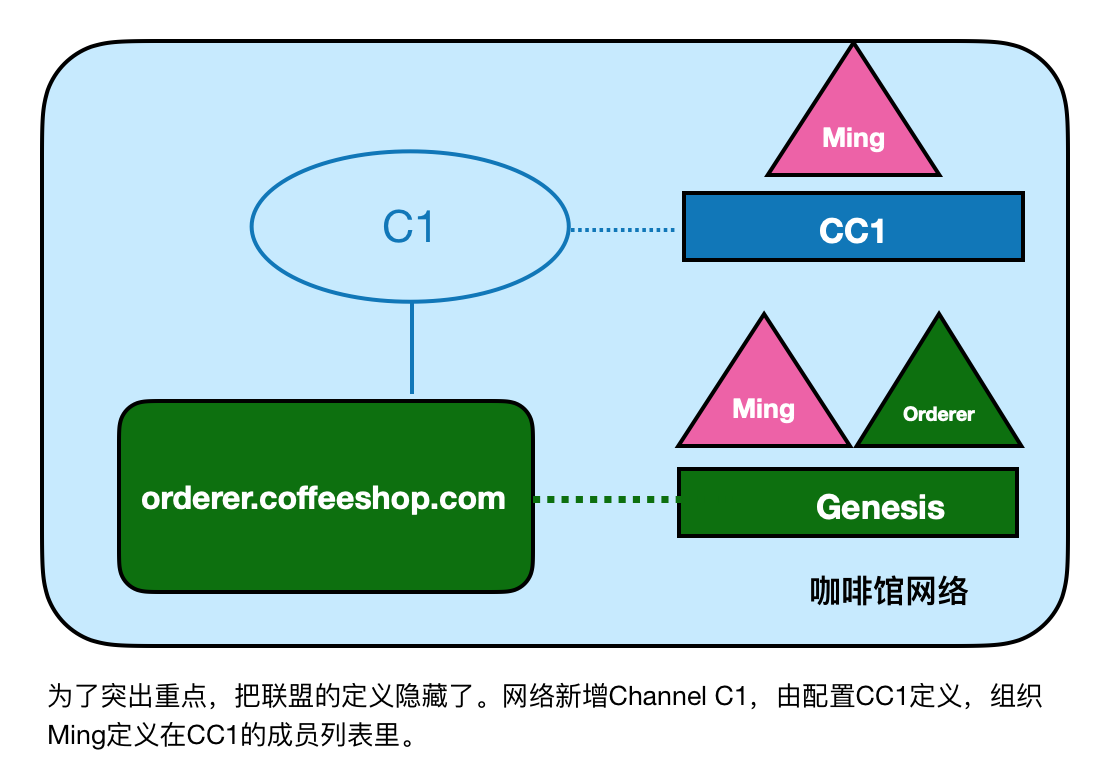 Ming
C1
CC1
Ming
Orderer
orderer.coffeeshop.com
Genesis
咖啡馆网络
为了突出重点，把联盟的定义隐藏了。网络新增Channel C1，由配置CC1定义，组织
Ming定义在CC1的成员列表里。